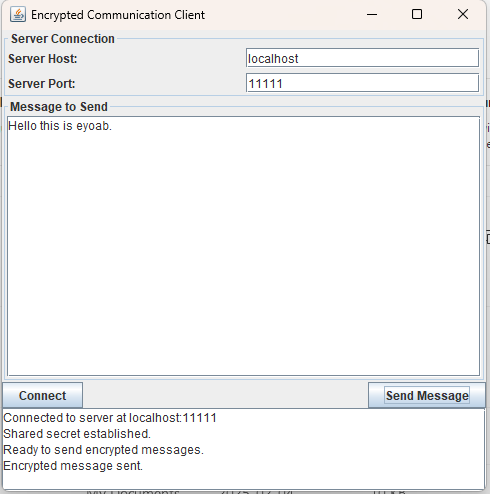 Encrypted Communication Client
Server Connection
Server Host: localhost
Server Port: 11111
Message to Send
Hello this is eyoab.
Connect Send Message
Connected to server at localhost:11111
Shared secret established.
Ready to send encrypted messages.
Encrypted message sent.